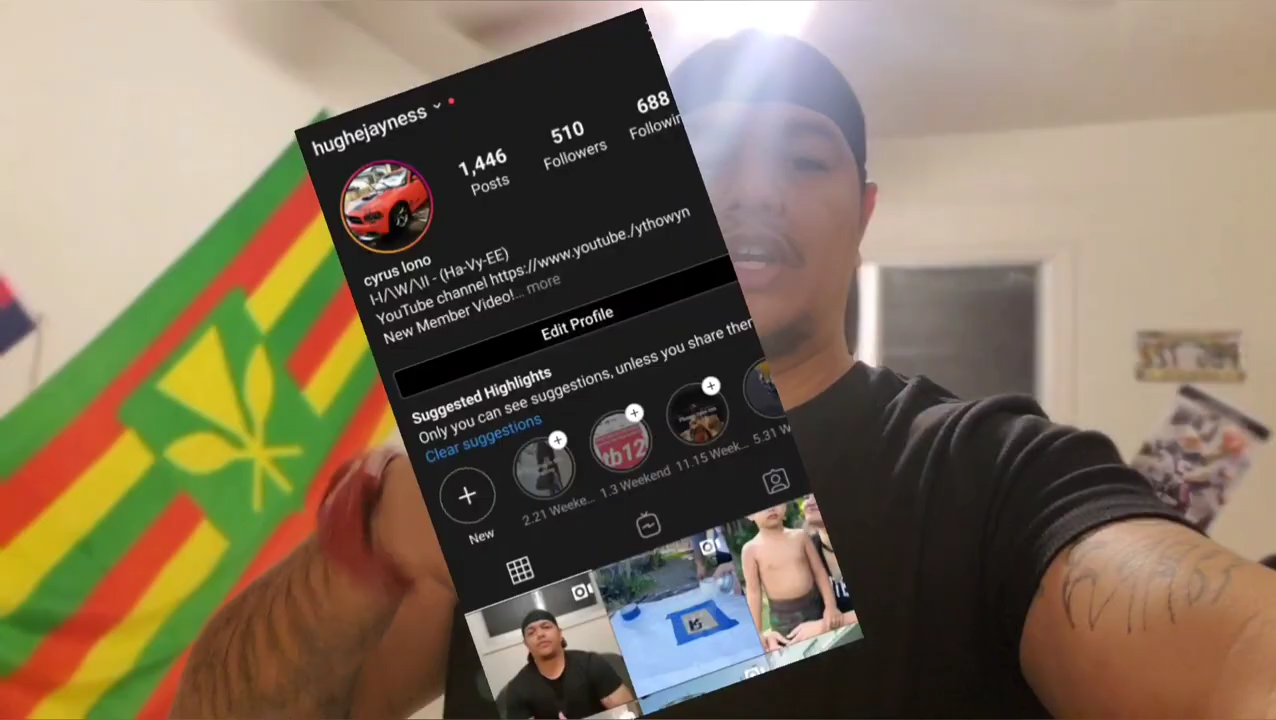 hughejayness
1,446
Posts
510
Followers
688
Followin
cyrus Iono
I-I/\W/\II - (Ha-Vy-EE)
YouTube channel https://www.youtube./ythowyn
New Member Video!... more
Edit Profile
Suggested Highlights
Only you can see suggestions, unless you share ther
Clear suggestions
New
2.21 Weeke...
tb12
1.3 Weekend
11.15 Week...
5.31 W